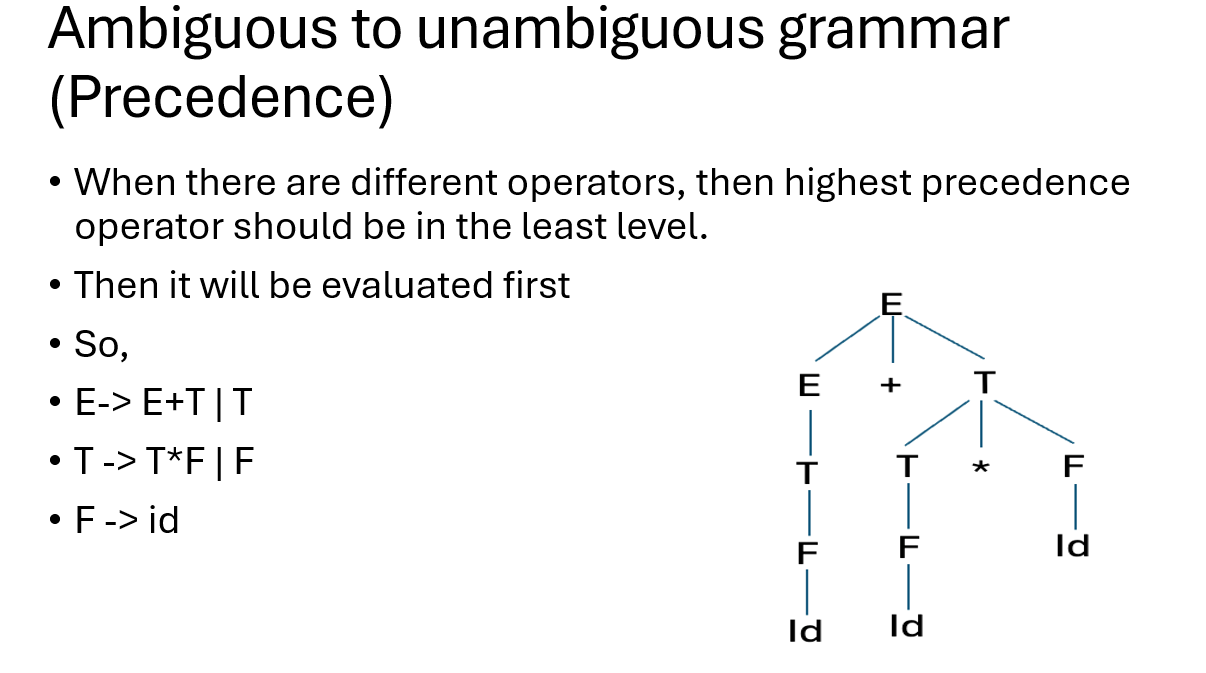 Ambiguous to unambiguous grammar
(Precedence)
• When there are different operators, then highest precedence
operator should be in the least level.
• Then it will be evaluated first
• So,
• E-> E+T | T
• T -> T*F | F
• F -> id
E
E + T
T T * F
F F Id
Id Id